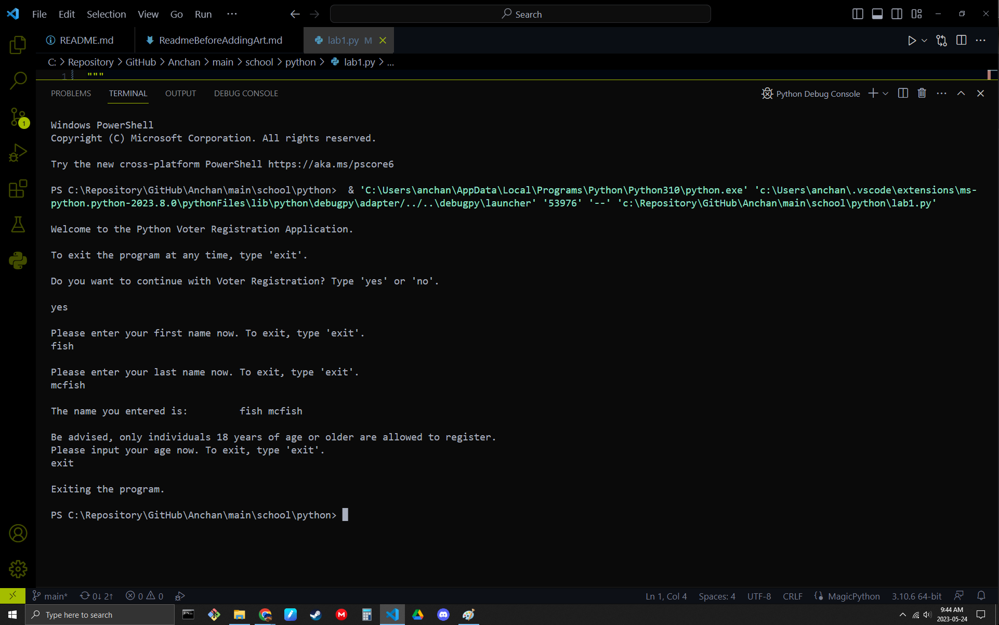 File Edit Selection View Go Run ··· Search
README.md ReadmeBeforeAddingArt.md lab1.py M
C: > Repository > GitHub > Anchan > main > school > python > lab1.py > ...
1 """
PROBLEMS TERMINAL OUTPUT DEBUG CONSOLE Python Debug Console
Windows PowerShell
Copyright (C) Microsoft Corporation. All rights reserved.
Try the new cross-platform PowerShell https://aka.ms/pscore6
PS C:\Repository\GitHub\Anchan\main\school\python>  & 'C:\Users\anchan\AppData\Local\Programs\Python\Python310\python.exe' 'c:\Users\anchan\.vscode\extensions\ms-
python.python-2023.8.0\pythonFiles\lib\python\debugpy\adapter/../..\debugpy\launcher' '53976' '--' 'c:\Repository\GitHub\Anchan\main\school\python\lab1.py'
Welcome to the Python Voter Registration Application.
To exit the program at any time, type 'exit'.
Do you want to continue with Voter Registration? Type 'yes' or 'no'.
yes
Please enter your first name now. To exit, type 'exit'.
fish
Please enter your last name now. To exit, type 'exit'.
mcfish
The name you entered is:         fish mcfish
Be advised, only individuals 18 years of age or older are allowed to register.
Please input your age now. To exit, type 'exit'.
exit
Exiting the program.
PS C:\Repository\GitHub\Anchan\main\school\python>
1
main* 0↓ 2↑ 0 0 Ln 1, Col 4 Spaces: 4 UTF-8 CRLF MagicPython 3.10.6 64-bit
Type here to search 9:44 AM
2023-05-24